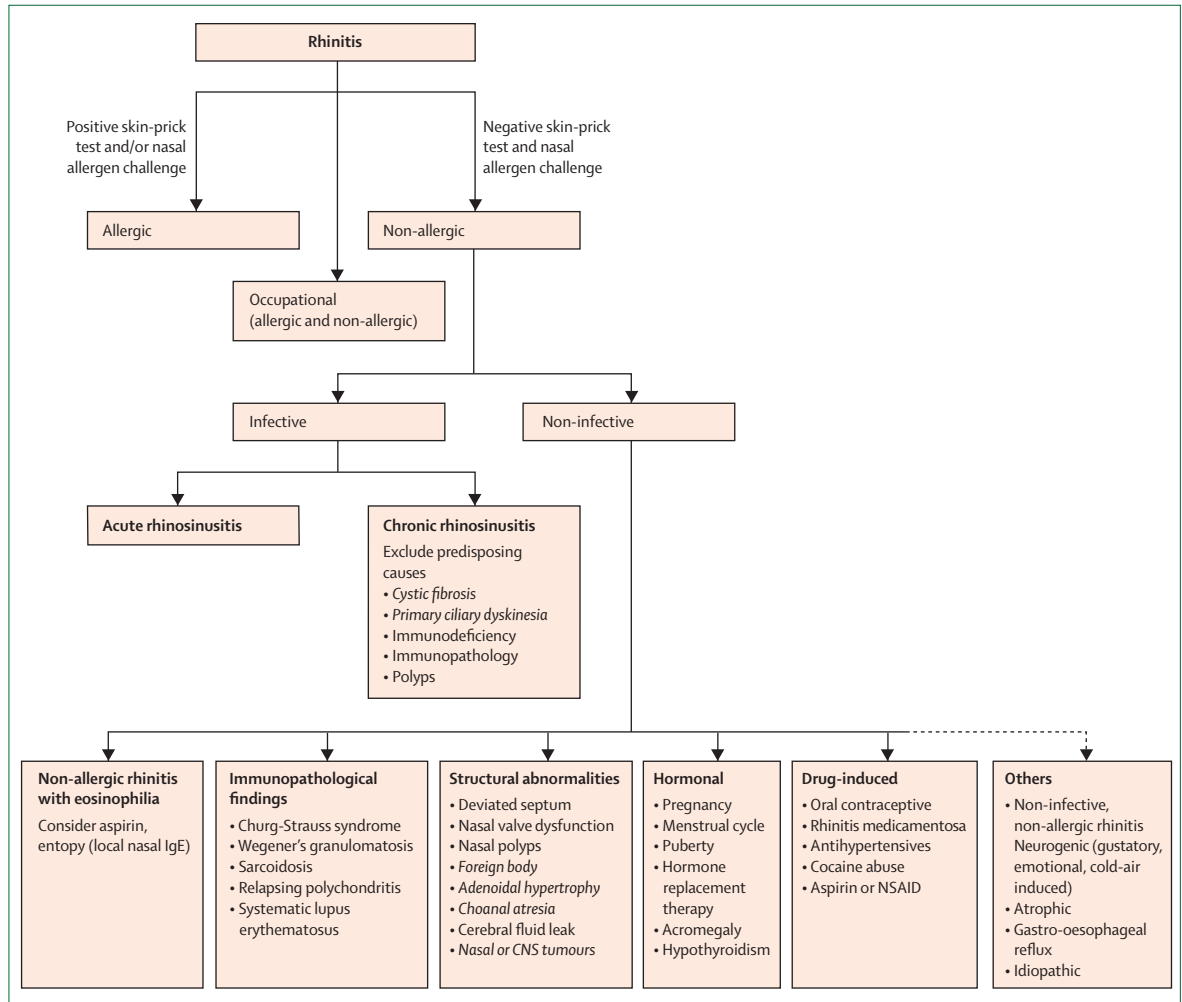 Rhinitis
Positive skin-prick
test and/or nasal
allergen challenge
Negative skin-prick
test and nasal
allergen challenge
Allergic
Non-allergic
Occupational
(allergic and non-allergic)
Infective
Non-infective
Acute rhinosinusitis
Chronic rhinosinusitis
Exclude predisposing
causes
• Cystic fibrosis
• Primary ciliary dyskinesia
• Immunodeficiency
• Immunopathology
• Polyps
Non-allergic rhinitis
with eosinophilia
Consider aspirin,
entopy (local nasal IgE)
Immunopathological
findings
• Churg-Strauss syndrome
• Wegener's granulomatosis
• Sarcoidosis
• Relapsing polychondritis
• Systematic lupus
erythematosus
Structural abnormalities
• Deviated septum
• Nasal valve dysfunction
• Nasal polyps
• Foreign body
• Adenoidal hypertrophy
• Choanal atresia
• Cerebral fluid leak
• Nasal or CNS tumours
Hormonal
• Pregnancy
• Menstrual cycle
• Puberty
• Hormone
replacement
therapy
• Acromegaly
• Hypothyroidism
Drug-induced
• Oral contraceptive
• Rhinitis medicamentosa
• Antihypertensives
• Cocaine abuse
• Aspirin or NSAID
Others
• Non-infective,
non-allergic rhinitis
Neurogenic (gustatory,
emotional, cold-air
induced)
• Atrophic
• Gastro-oesophageal
reflux
• Idiopathic